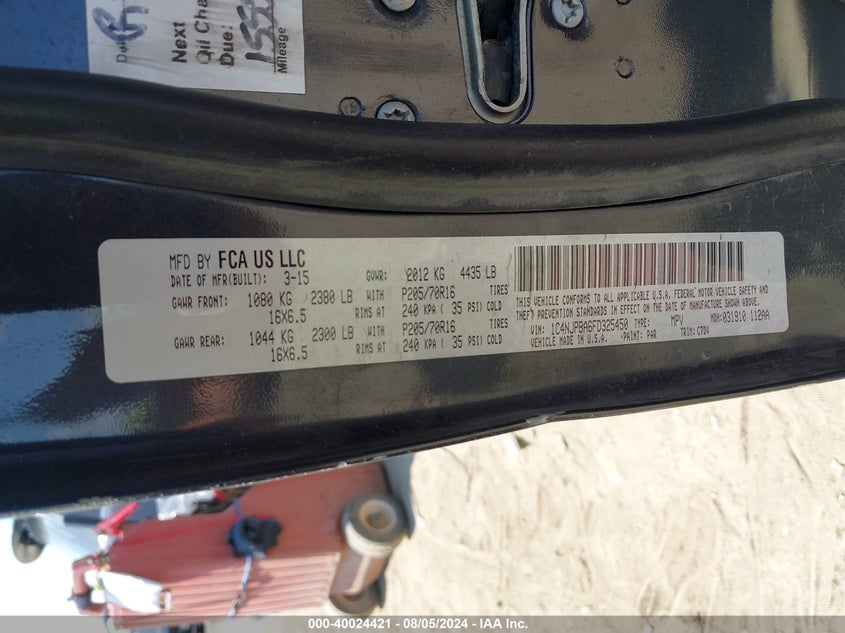 Next
Oil Cha
Due:
Mileage
MFD BY FCA US LLC
DATE OF MFR(BUILT): 3-15 GVWR: 2012 KG 4435 LB
GAWR FRONT: 1080 KG 2380 LB WITH P205/70R16 TIRES
16X6.5 RIMS AT 240 KPA ( 35 PSI) COLD
GAWR REAR: 1044 KG 2300 LB WITH P205/70R16 TIRES
16X6.5 RIMS AT 240 KPA ( 35 PSI) COLD
THIS VEHICLE CONFORMS TO ALL APPLICABLE U.S.A. FEDERAL MOTOR VEHICLE SAFETY AND
THEFT PREVENTION STANDARDS IN EFFECT ON THE DATE OF MANUFACTURE SHOWN ABOVE.
VIN: 1C4NJPBA6FD325450 TYPE: MPV MDH: 031910 112AA
VEHICLE MADE IN U.S.A. PAINT: PAR TRIM: C7DV
000-40024421 - 08/05/2024 - IAA Inc.